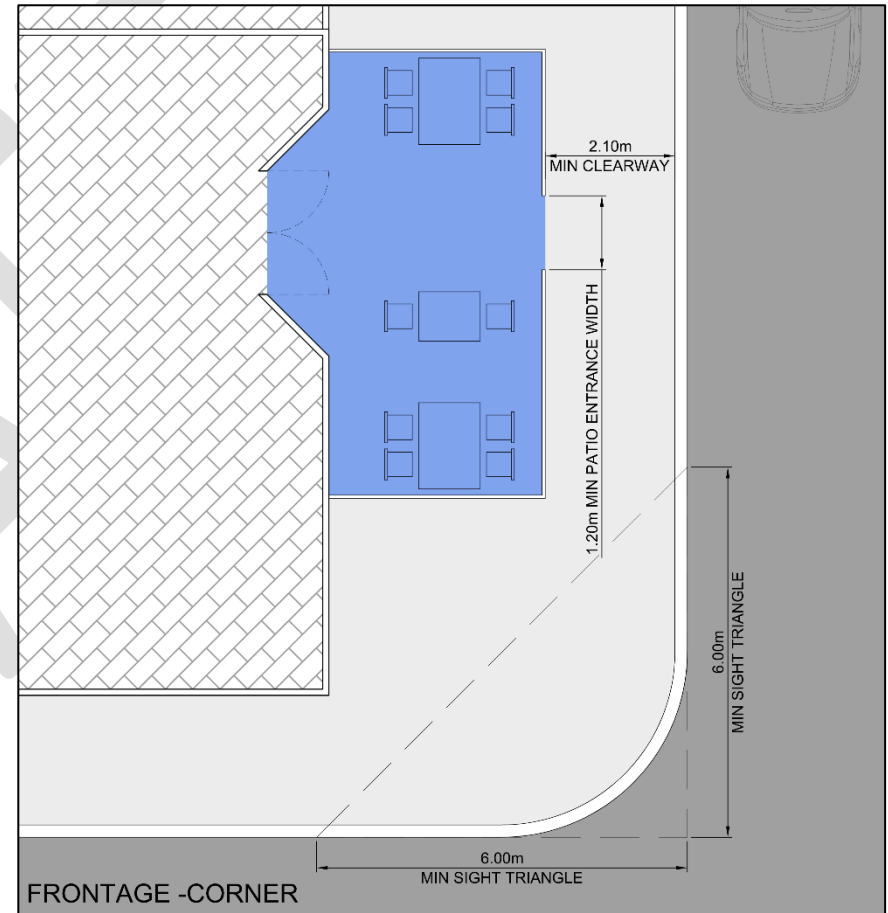 2.10m
MIN CLEARWAY
1.20m MIN PATIO ENTRANCE WIDTH
6.00m
MIN SIGHT TRIANGLE
6.00m
MIN SIGHT TRIANGLE
FRONTAGE -CORNER